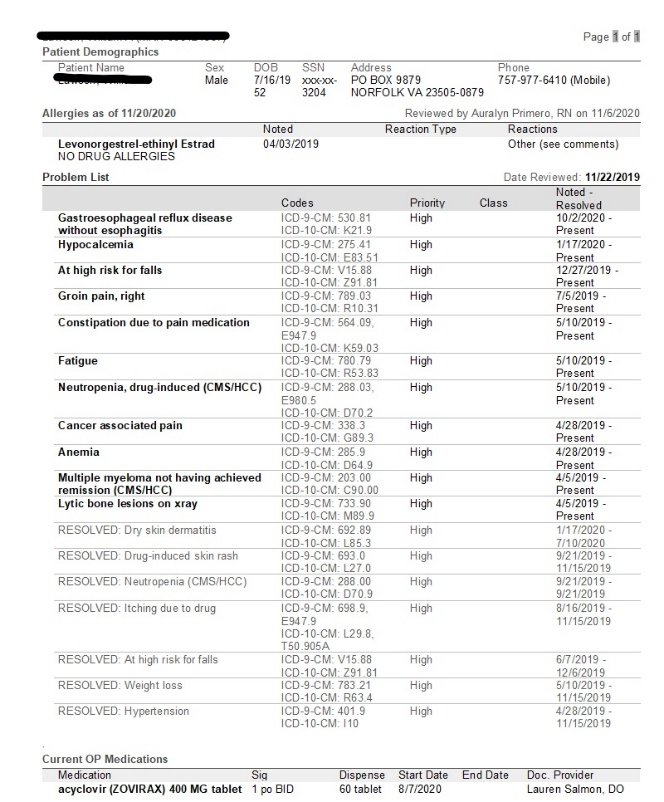 Page 1 of 1
Patient Demographics
Patient Name Sex DOB SSN Address Phone
Male 7/16/19 xxx-xx- PO BOX 9879 757-977-6410 (Mobile)
52 3204 NORFOLK VA 23505-0879
Allergies as of 11/20/2020 Reviewed by Auralyn Primero, RN on 11/6/2020
Noted Reaction Type Reactions
Levonorgestrel-ethinyl Estrad 04/03/2019 Other (see comments)
NO DRUG ALLERGIES
Problem List Date Reviewed: 11/22/2019
Noted -
Codes Priority Class Resolved
Gastroesophageal reflux disease ICD-9-CM: 530.81 High 10/2/2020 -
without esophagitis ICD-10-CM: K21.9 Present
Hypocalcemia ICD-9-CM: 275.41 High 1/17/2020 -
ICD-10-CM: E83.51 Present
At high risk for falls ICD-9-CM: V15.88 High 12/27/2019 -
ICD-10-CM: Z91.81 Present
Groin pain, right ICD-9-CM: 789.03 High 7/5/2019 -
ICD-10-CM: R10.31 Present
Constipation due to pain medication ICD-9-CM: 564.09, High 5/10/2019 -
E947.9 Present
ICD-10-CM: K59.03
Fatigue ICD-9-CM: 780.79 High 5/10/2019 -
ICD-10-CM: R53.83 Present
Neutropenia, drug-induced (CMS/HCC) ICD-9-CM: 288.03, High 5/10/2019 -
E980.5 Present
ICD-10-CM: D70.2
Cancer associated pain ICD-9-CM: 338.3 High 4/28/2019 -
ICD-10-CM: G89.3 Present
Anemia ICD-9-CM: 285.9 High 4/28/2019 -
ICD-10-CM: D64.9 Present
Multiple myeloma not having achieved ICD-9-CM: 203.00 High 4/5/2019 -
remission (CMS/HCC) ICD-10-CM: C90.00 Present
Lytic bone lesions on xray ICD-9-CM: 733.90 High 4/5/2019 -
ICD-10-CM: M89.9 Present
RESOLVED: Dry skin dermatitis ICD-9-CM: 692.89 High 1/17/2020 -
ICD-10-CM: L85.3 7/10/2020
RESOLVED: Drug-induced skin rash ICD-9-CM: 693.0 High 9/21/2019 -
ICD-10-CM: L27.0 11/15/2019
RESOLVED: Neutropenia (CMS/HCC) ICD-9-CM: 288.00 High 9/21/2019 -
ICD-10-CM: D70.9 9/21/2019
RESOLVED: Itching due to drug ICD-9-CM: 698.9, High 8/16/2019 -
E947.9 11/15/2019
ICD-10-CM: L29.8,
T50.905A
RESOLVED: At high risk for falls ICD-9-CM: V15.88 High 6/7/2019 -
ICD-10-CM: Z91.81 12/6/2019
RESOLVED: Weight loss ICD-9-CM: 783.21 High 5/10/2019 -
ICD-10-CM: R63.4 11/15/2019
RESOLVED: Hypertension ICD-9-CM: 401.9 High 4/28/2019 -
ICD-10-CM: I10 11/15/2019
Current OP Medications
Medication Sig Dispense Start Date End Date Doc. Provider
acyclovir (ZOVIRAX) 400 MG tablet 1 po BID 60 tablet 8/7/2020 Lauren Salmon, DO